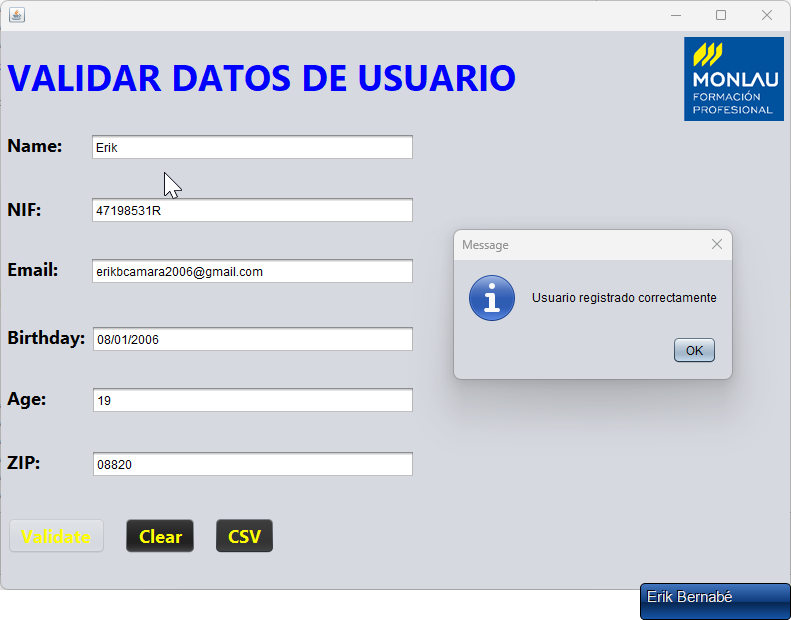 VALIDAR DATOS DE USUARIO
MONLAU
FORMACIÓN
PROFESIONAL
Name: Erik
NIF: 47198531R
Email: erikbcamara2006@gmail.com
Message
Usuario registrado correctamente
OK
Birthday: 08/01/2006
Age: 19
ZIP: 08820
Validate Clear CSV
Erik Bernabé